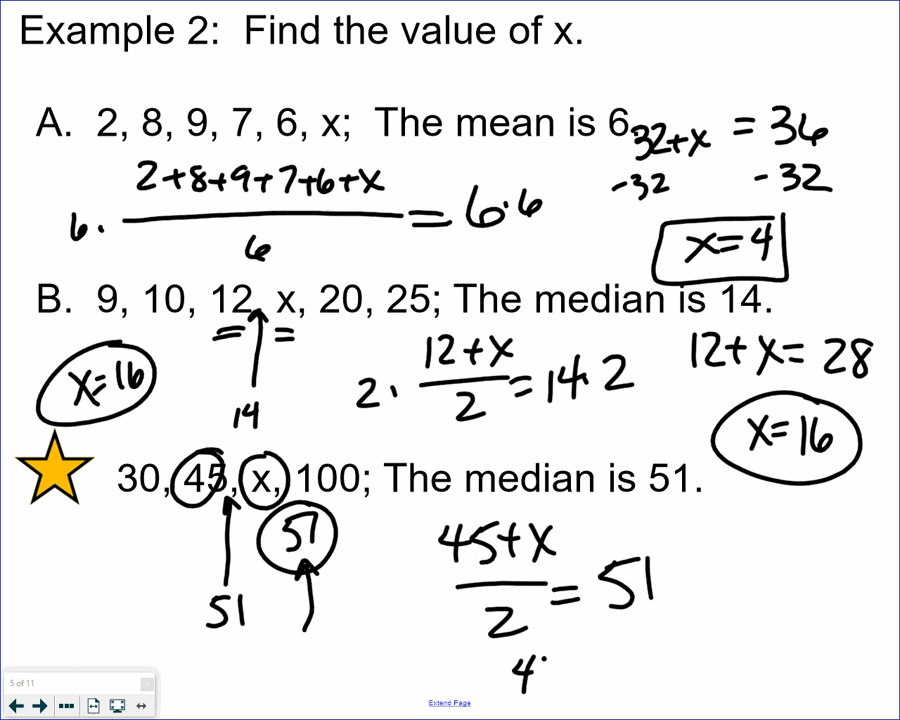 Example 2: Find the value of x.
A. 2, 8, 9, 7, 6, x; The mean is 6
32+x = 36
-32 -32
x=4
2+8+9+7+6+x
6. = 6·6
6
B. 9, 10, 12, x, 20, 25; The median is 14.
= =
14
x=16
12+x
2. = 14·2
2
12+x=28
x=16
30, 45, x, 100; The median is 51.
51
51
45+x
= 51
2
4
5 of 11
Extend Page